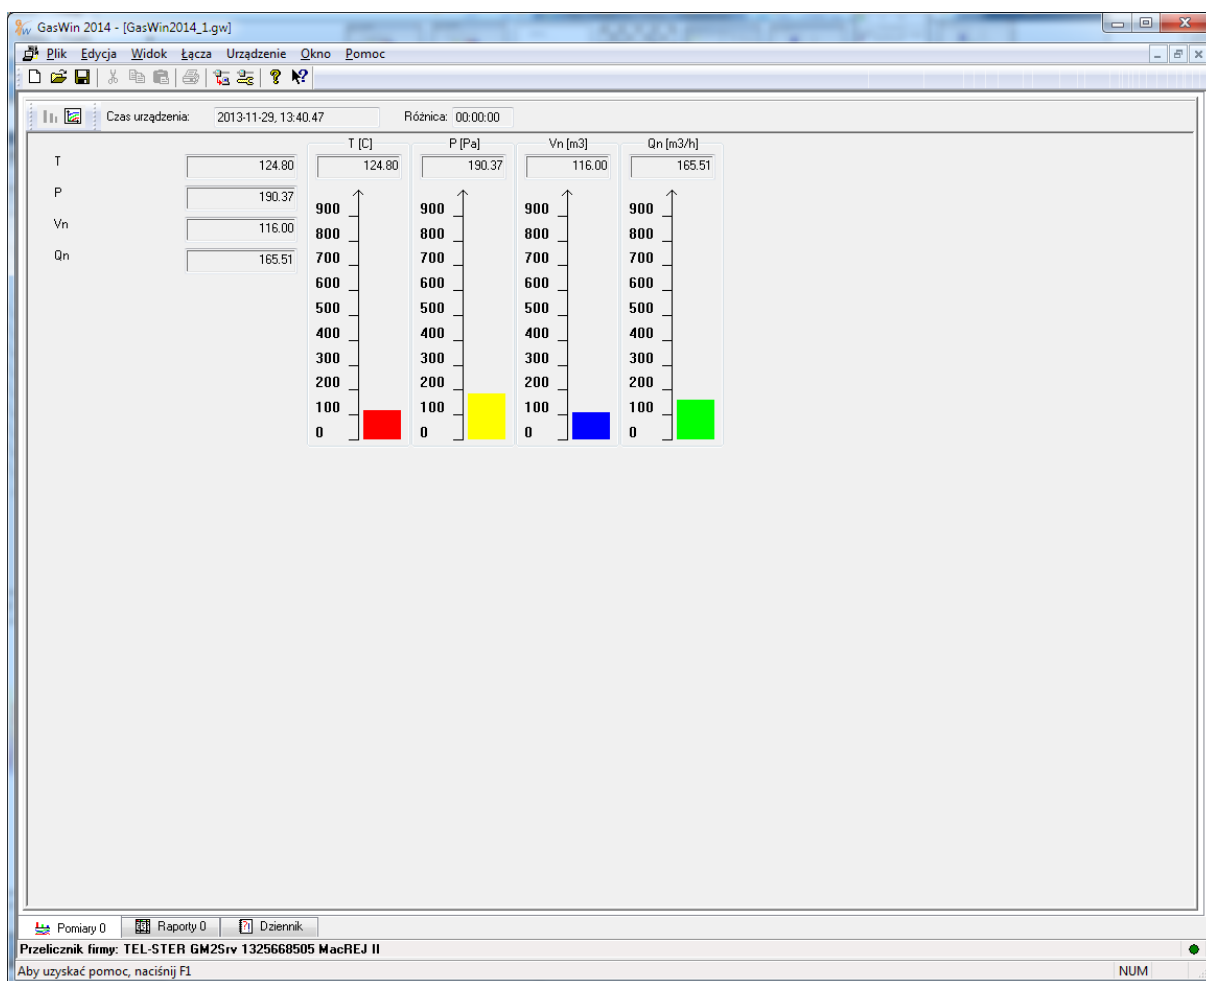 GasWin 2014 - [GasWin2014_1.gw]
Plik Edycja Widok Łącza Urządzenie Okno Pomoc
Czas urządzenia: 2013-11-29, 13:40.47 Różnica: 00:00:00
T [C] P [Pa] Vn [m3] Qn [m3/h]
T 124.80 124.80 190.37 116.00 165.51
P 190.37
Vn 116.00
Qn 165.51
900 900 900 900
800 800 800 800
700 700 700 700
600 600 600 600
500 500 500 500
400 400 400 400
300 300 300 300
200 200 200 200
100 100 100 100
0 0 0 0
Pomiary 0 Raporty 0 Dziennik
Przelicznik firmy: TEL-STER GM2Srv 1325668505 MacREJ II
Aby uzyskać pomoc, naciśnij F1 NUM